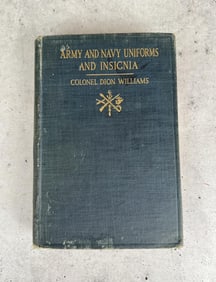 ARMY AND NAVY UNIFORMS
AND INSIGNIA
COLONEL DION WILLIAMS